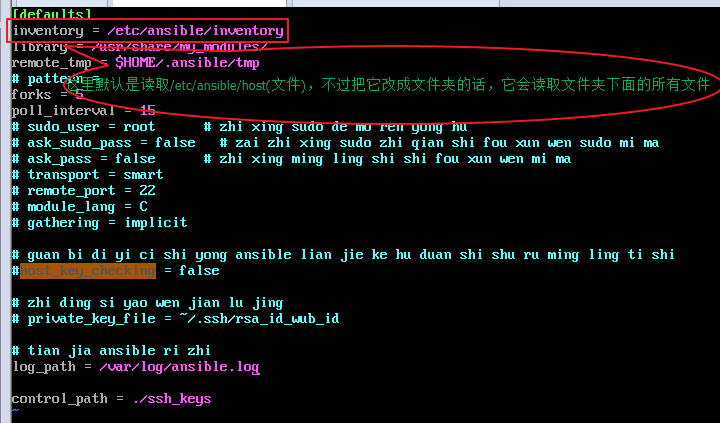 [defaults]
inventory = /etc/ansible/inventory
library = /usr/share/my_modules/
remote_tmp = $HOME/.ansible/tmp
# pattern =
这里默认是读取/etc/ansible/host(文件)，不过把它改成文件夹的话，它会读取文件夹下面的所有文件
forks = 5
poll_interval = 15
# sudo_user = root # zhi xing sudo de mo ren yong hu
# ask_sudo_pass = false # zai zhi xing sudo zhi qian shi fou xun wen sudo mi ma
# ask_pass = false # zhi xing ming ling shi shi fou xun wen mi ma
# transport = smart
# remote_port = 22
# module_lang = C
# gathering = implicit
# guan bi di yi ci shi yong ansible lian jie ke hu duan shi shu ru ming ling ti shi
#host_key_checking = false
# zhi ding si yao wen jian lu jing
# private_key_file = ~/.ssh/rsa_id_wub_id
# tian jia ansible ri zhi
log_path = /var/log/ansible.log
control_path = ./ssh_keys
~